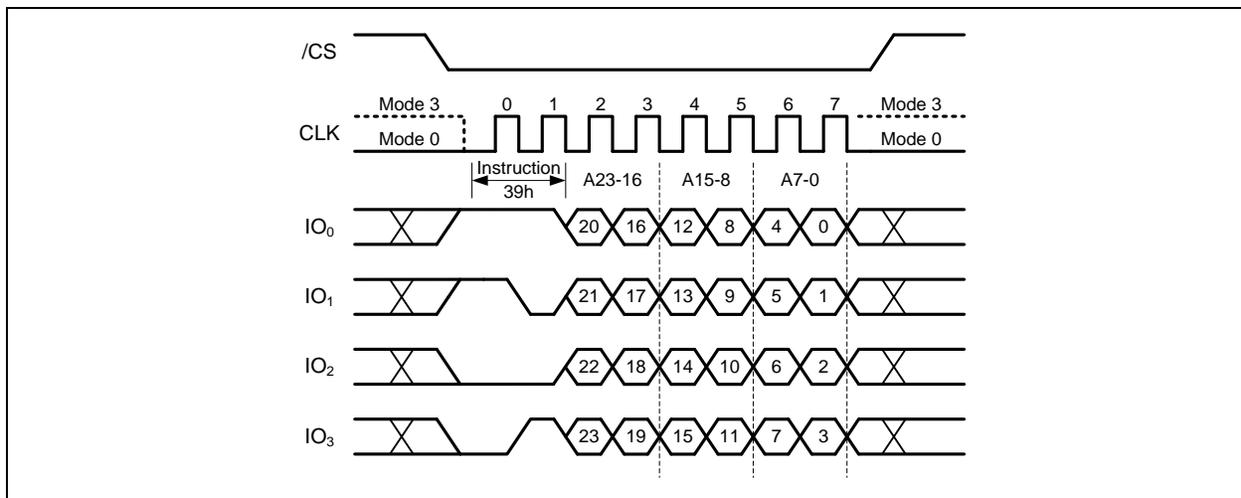 /CS
Mode 3 0 1 2 3 4 5 6 7 Mode 3
CLK
Mode 0 Mode 0
Instruction
39h
A23-16 A15-8 A7-0
IO0 20 16 12 8 4 0
IO1 21 17 13 9 5 1
IO2 22 18 14 10 6 2
IO3 23 19 15 11 7 3